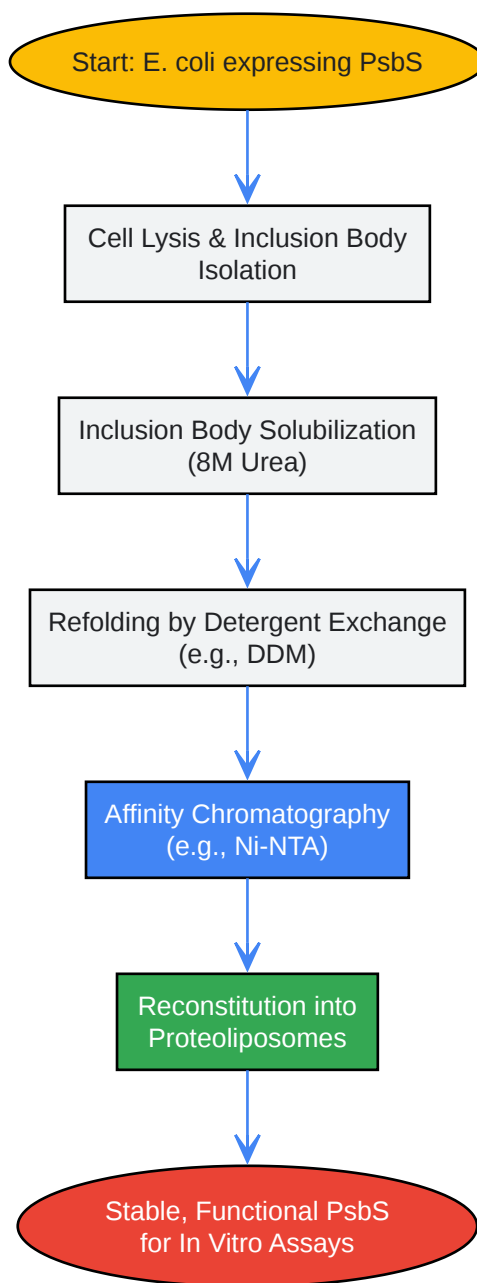 Start: E. coli expressing PsbS
Cell Lysis & Inclusion Body
Isolation
Inclusion Body Solubilization
(8M Urea)
Refolding by Detergent Exchange
(e.g., DDM)
Affinity Chromatography
(e.g., Ni-NTA)
Reconstitution into
Proteoliposomes
Stable, Functional PsbS
for In Vitro Assays